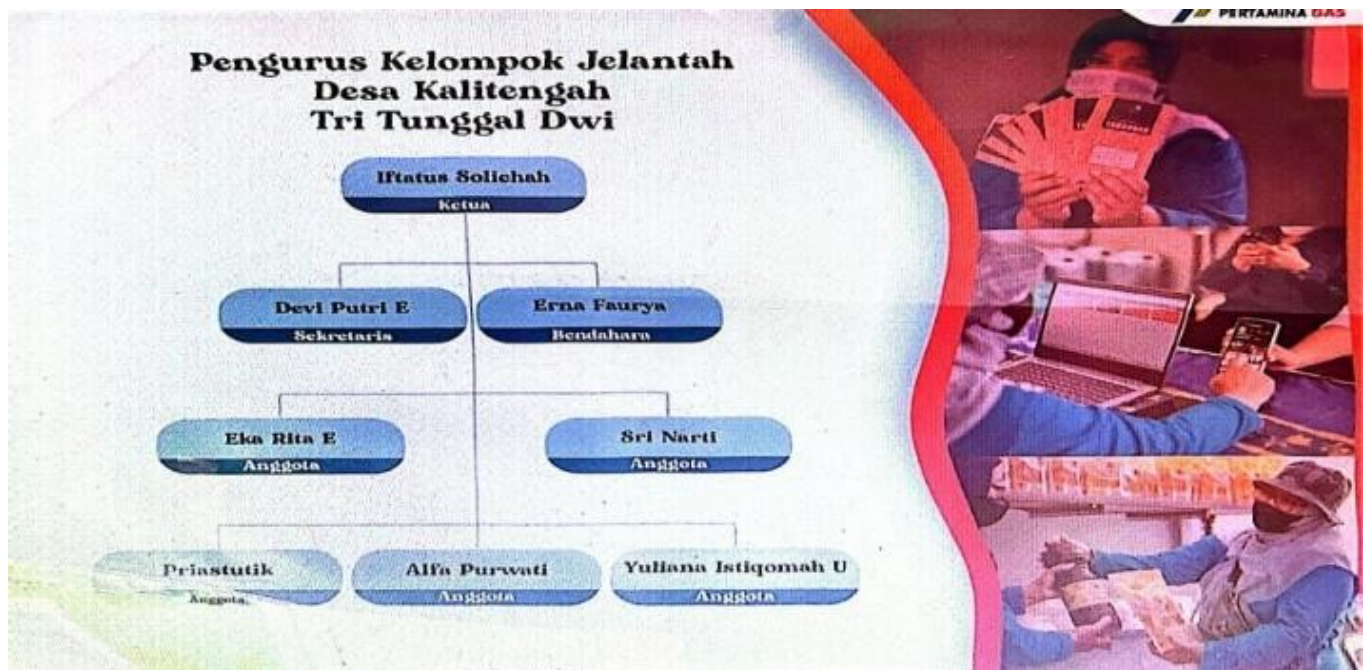 PERTAMINA GAS
Pengurus Kelompok Jelantah
Desa Kalitengah
Tri Tunggal Dwi
Iftatus Solichah
Ketua
Devi Putri E
Sekretaris
Erna Faurya
Bendahara
Eka Rita E
Anggota
Sri Narti
Anggota
Priastutik
Anggota
Alfa Purwati
Anggota
Yuliana Istiqomah U
Anggota